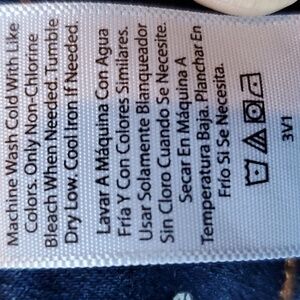 Machine Wash Cold With Like
Colors. Only Non-Chlorine
Bleach When Needed. Tumble
Dry Low. Cool Iron If Needed.
Lavar A Máquina Con Agua
Fría Y Con Colores Similares.
Usar Solamente Blanqueador
Sin Cloro Cuando Se Necesite.
Secar En Máquina A
Temperatura Baja. Planchar En
Frío Si Se Necesita.
3V1